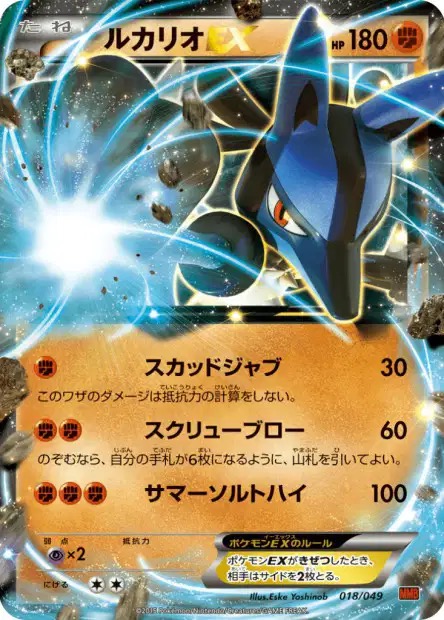 たね ルカリオEX HP180
スカッドジャブ 30
このワザのダメージは抵抗力の計算をしない。
スクリューブロー 60
のぞむなら、自分の手札が6枚になるように、山札を引いてよい。
サマーソルトハイ 100
弱点 抵抗力
×2
ポケモンEXのルール
ポケモンEXがきぜつしたとき、
相手はサイドを2枚とる。
にげる
Illus.Eske Yoshinob 018/049 MMB
©2015 Pokémon/Nintendo/Creatures/GAME FREAK.